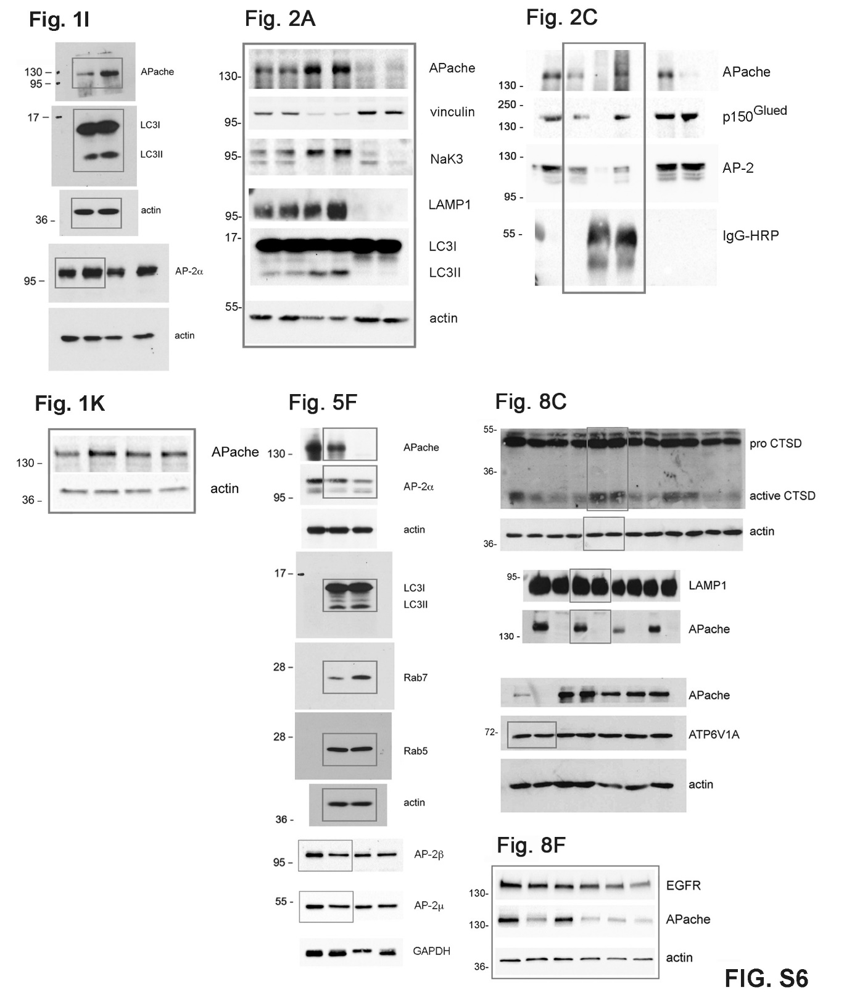 Fig. 1I
130 –
95 –
APache
17 –
LC3I
LC3II
actin
36 –
AP-2α
95 –
actin
Fig. 2A
APache
130-
vinculin
95-
95-
NaK3
LAMP1
95-
17-
LC3I
LC3II
55-
actin
Fig. 2C
APache
130 -
250 -
p150Glued
130 -
130 -
AP-2
95 -
55 -
IgG-HRP
Fig. 1K
APache
130 –
actin
36 –
Fig. 5F
APache
130 –
AP-2α
95 –
actin
17 –
LC3I
LC3II
28 –
Rab7
28 –
Rab5
actin
36 -
AP-2β
95 -
55 -
AP-2μ
GAPDH
Fig. 8C
55-
pro CTSD
36-
active CTSD
actin
36-
95-
LAMP1
APache
130 -
APache
72-
ATP6V1A
actin
Fig. 8F
EGFR
130-
APache
130-
actin
36-
FIG. S6